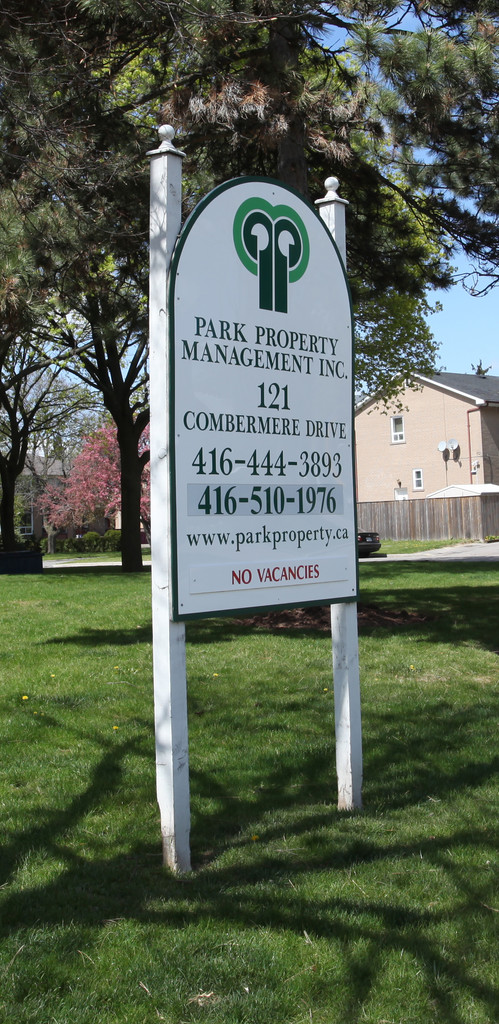 PARK PROPERTY
MANAGEMENT INC.
121
COMBERMERE DRIVE
416-444-3893
416-510-1976
www.parkproperty.ca
NO VACANCIES